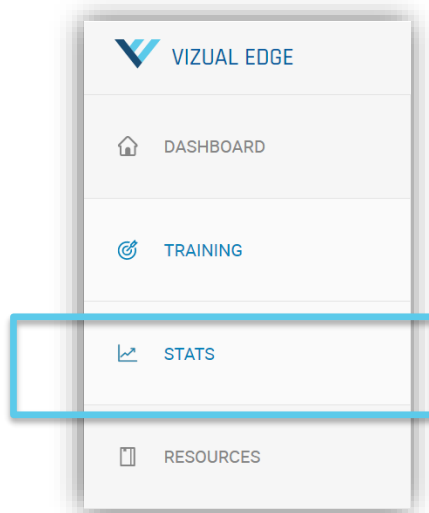 VIZUAL EDGE
DASHBOARD
TRAINING
STATS
RESOURCES